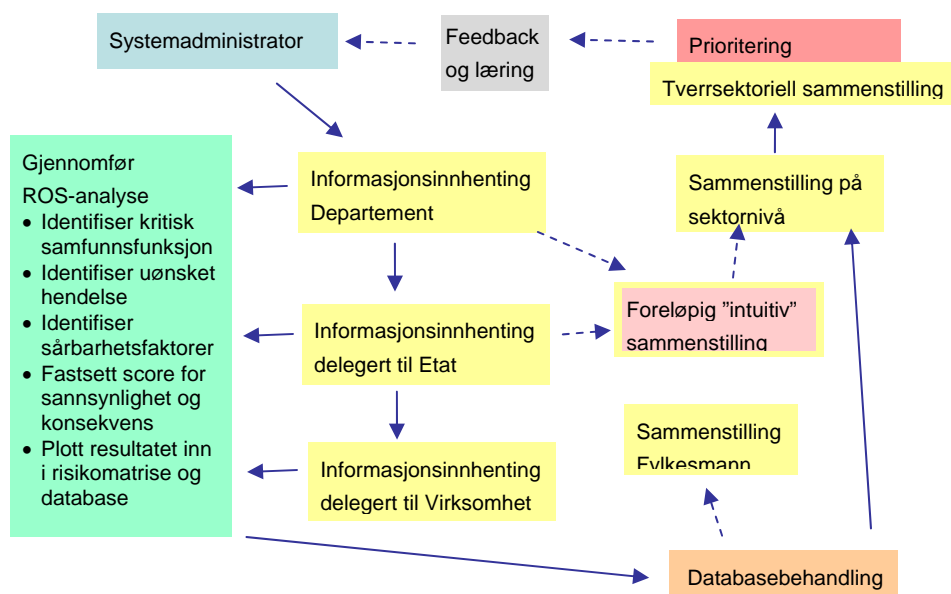 Systemadministrator
Feedback
og læring
Prioritering
Tverrsektoriell sammenstilling
Gjennomfør
ROS-analyse
• Identifiser kritisk
samfunnsfunksjon
• Identifiser uønsket
hendelse
• Identifiser
sårbarhetsfaktorer
• Fastsett score for
sannsynlighet og
konsekvens
• Plott resultatet inn
i risikomatrise og
database
Informasjonsinnhenting
Departement
Sammenstilling på
sektornivå
Informasjonsinnhenting
delegert til Etat
Foreløpig ”intuitiv”
sammenstilling
Informasjonsinnhenting
delegert til Virksomhet
Sammenstilling
Fylkesmann
Databasebehandling